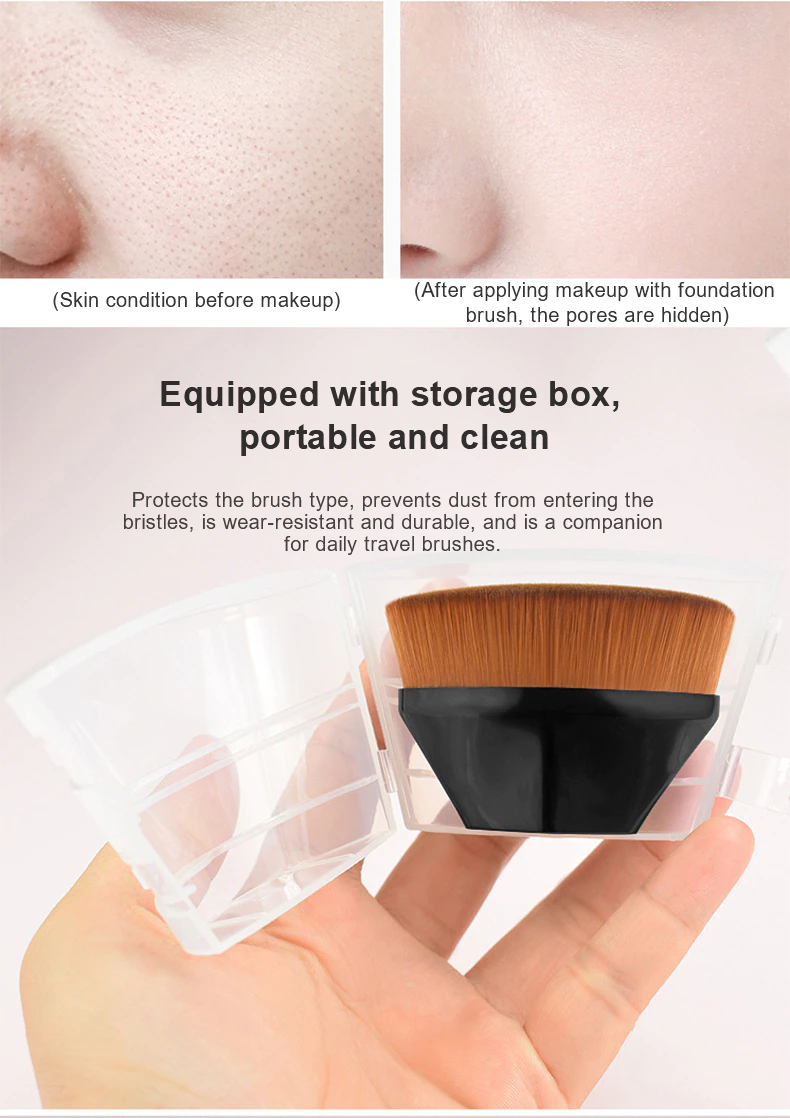 (Skin condition before makeup)
(After applying makeup with foundation
brush, the pores are hidden)
Equipped with storage box,
portable and clean
Protects the brush type, prevents dust from entering the
bristles, is wear-resistant and durable, and is a companion
for daily travel brushes.